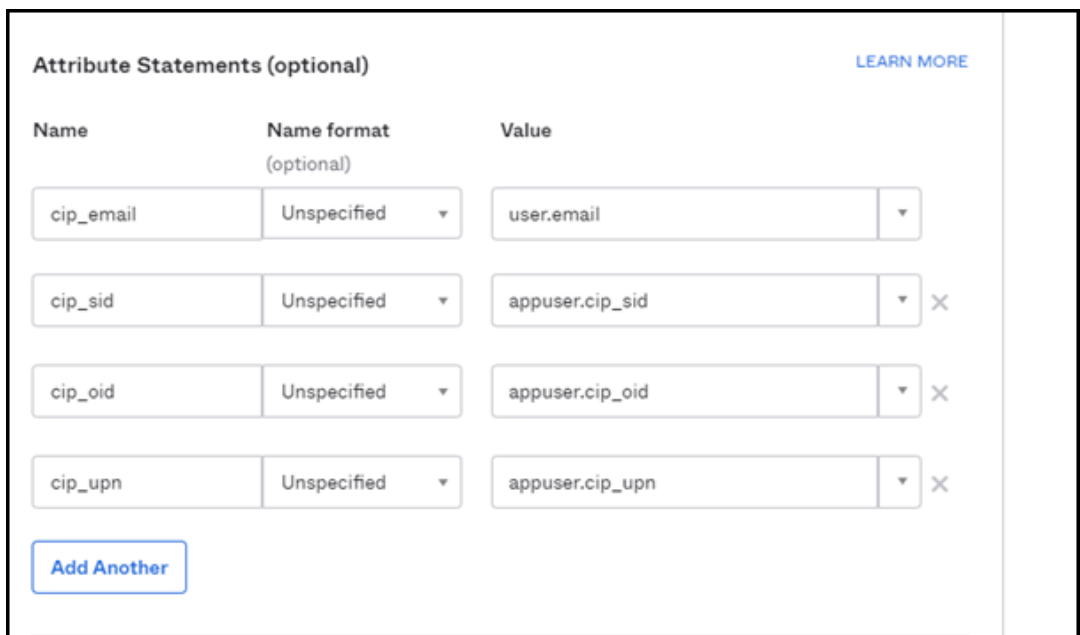 Attribute Statements (optional) LEARN MORE
Name Name format Value
(optional)
cip_email Unspecified user.email
cip_sid Unspecified appuser.cip_sid
cip_oid Unspecified appuser.cip_oid
cip_upn Unspecified appuser.cip_upn
Add Another